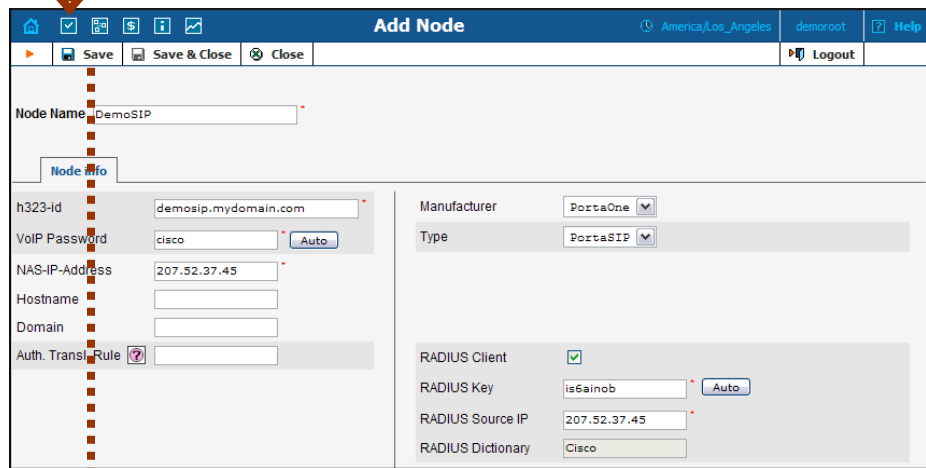 Add Node
America/Los_Angeles
demoroot
? Help
Save
Save & Close
Close
Logout
Node Name DemoSIP *
Node info
h323-id demosip.mydomain.com *
VoIP Password cisco * Auto
NAS-IP-Address 207.52.37.45 *
Hostname
Domain
Auth. Transl. Rule ?
Manufacturer PortaOne
Type PortaSIP
RADIUS Client
RADIUS Key is6ainob * Auto
RADIUS Source IP 207.52.37.45 *
RADIUS Dictionary Cisco